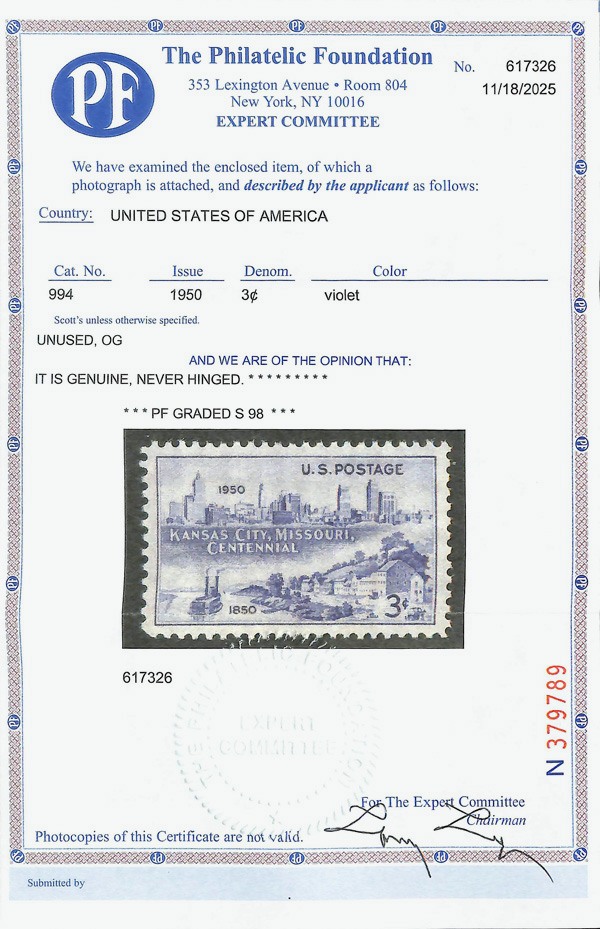 PF
The Philatelic Foundation
353 Lexington Avenue • Room 804
New York, NY 10016
EXPERT COMMITTEE
No. 617326
11/18/2025
We have examined the enclosed item, of which a
photograph is attached, and described by the applicant as follows:
Country: UNITED STATES OF AMERICA
Cat. No. Issue Denom. Color
994 1950 3¢ violet
Scott's unless otherwise specified.
UNUSED, OG
AND WE ARE OF THE OPINION THAT:
IT IS GENUINE, NEVER HINGED. * * * * * * * * *
* * * PF GRADED S 98 * * *
U.S. POSTAGE
1950
KANSAS CITY, MISSOURI,
CENTENNIAL
1850
3¢
617326
THE PHILATELIC FOUNDATION
EXPERT
COMMITTEE
N 379789
For The Expert Committee
Chairman
Photocopies of this Certificate are not valid.
Submitted by